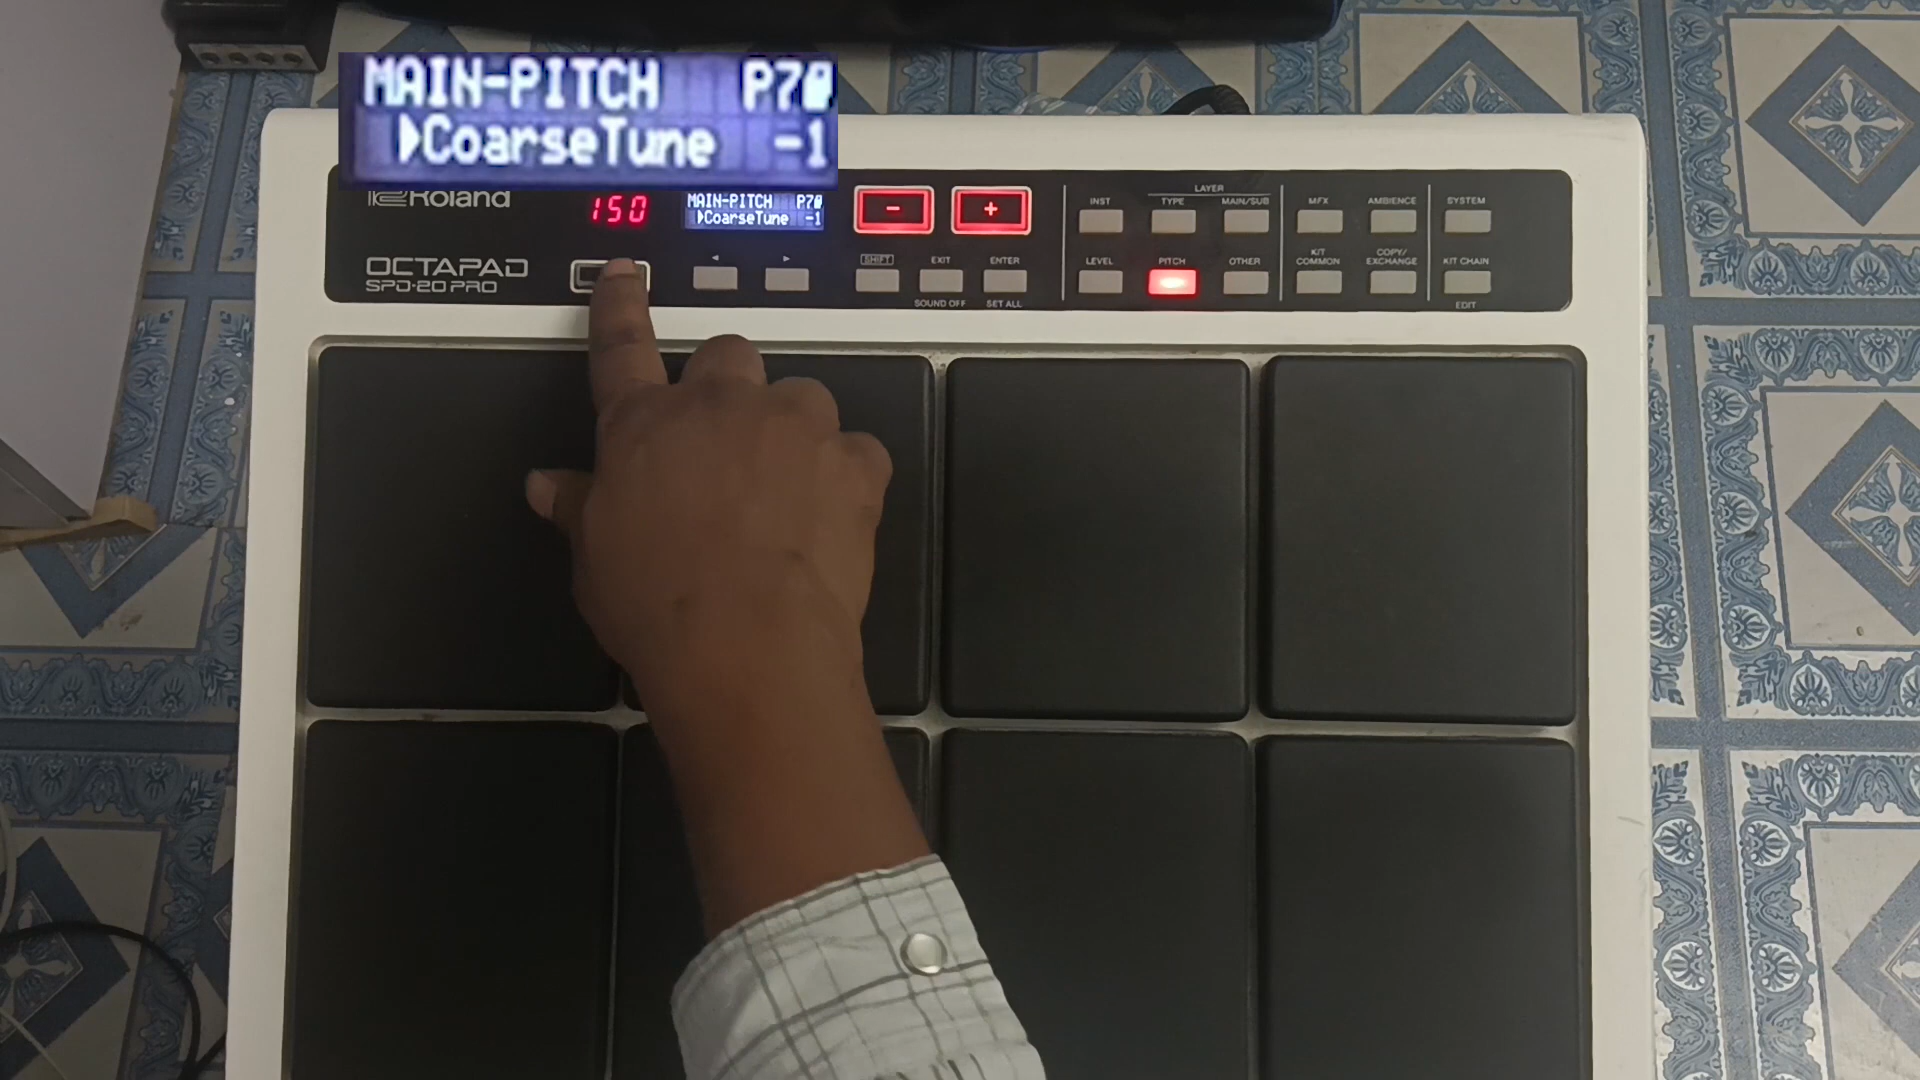 MAIN-PITCH P7
▶CoarseTune -1
Roland
150
MAIN-PITCH P7
▶CoarseTune -1
- +
OCTAPAD
SPD-20 PRO
SHIFT
EXIT
ENTER
SOUND OFF
SET ALL
LAYER
INST
TYPE
MAIN/SUB
LEVEL
PITCH
OTHER
MFX
AMBIENCE
SYSTEM
KIT
COMMON
COPY/
EXCHANGE
KIT CHAIN
EDIT